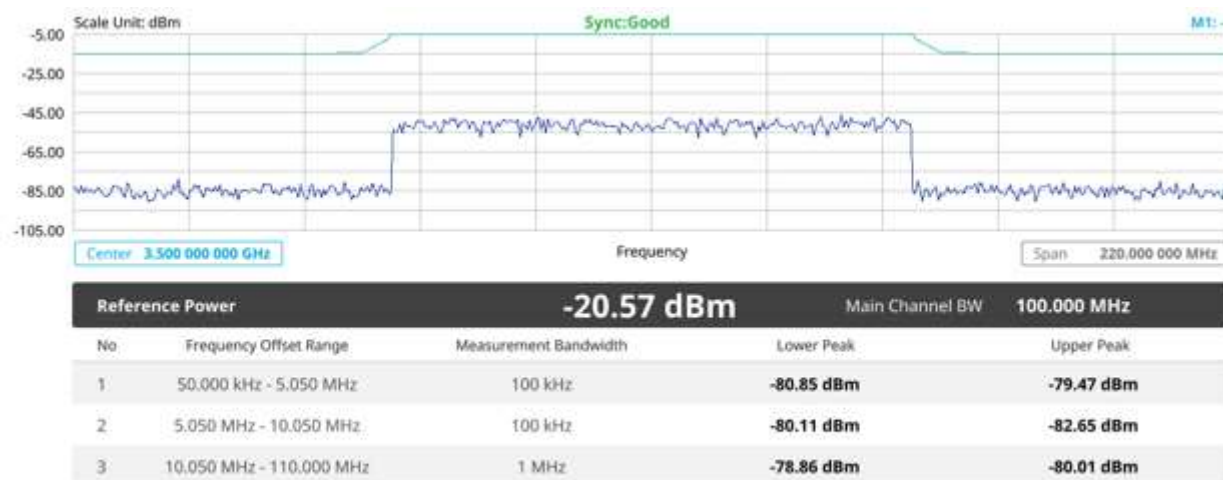 Scale Unit: dBm Sync:Good M1: -
-5.00
-25.00
-45.00
-65.00
-85.00
-105.00
Center 3.500 000 000 GHz Frequency Span 220.000 000 MHz
Reference Power -20.57 dBm Main Channel BW 100.000 MHz
No Frequency Offset Range Measurement Bandwidth Lower Peak Upper Peak
1 50.000 kHz - 5.050 MHz 100 kHz -80.85 dBm -79.47 dBm
2 5.050 MHz - 10.050 MHz 100 kHz -80.11 dBm -82.65 dBm
3 10.050 MHz - 110.000 MHz 1 MHz -78.86 dBm -80.01 dBm